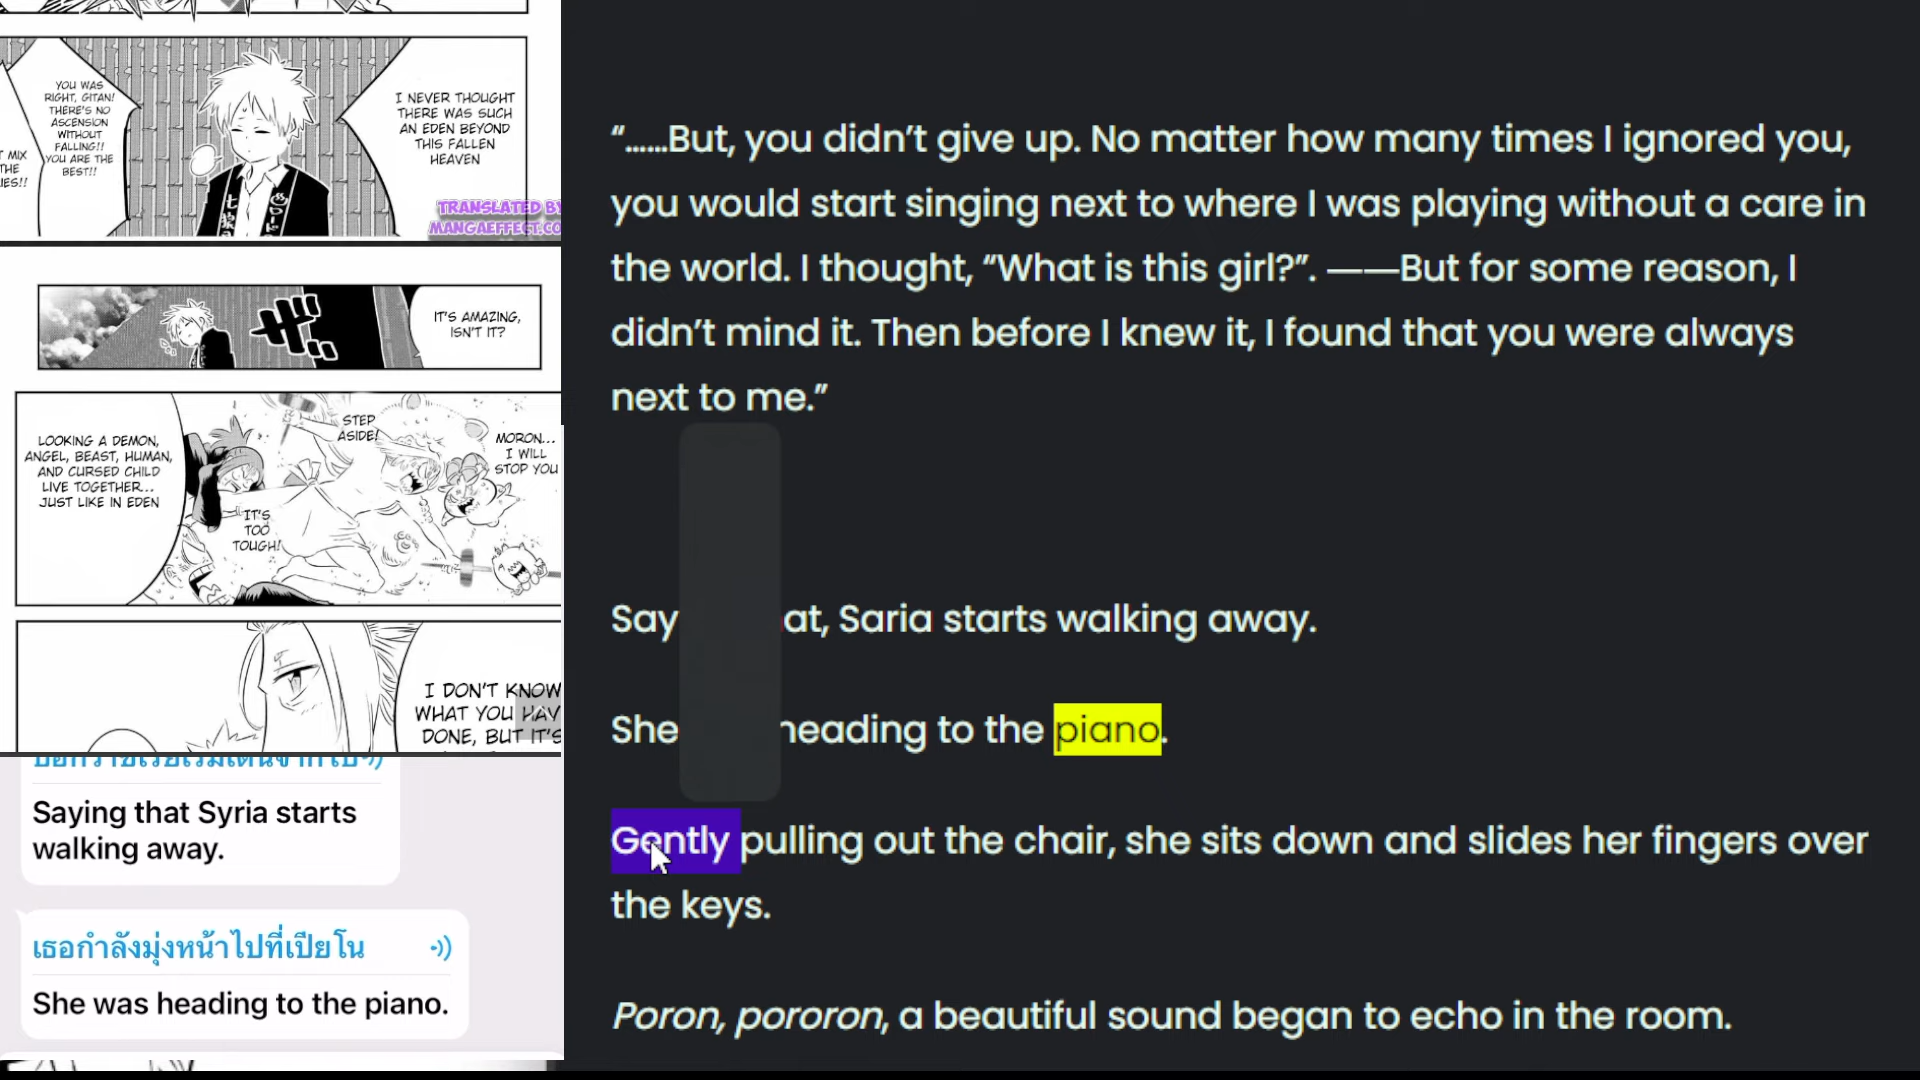 YOU WAS
RIGHT, GITAN!
THERE'S NO
ASCENSION
WITHOUT
FALLING!!
YOU ARE THE
BEST!!
MIX
THE
IES!!
I NEVER THOUGHT
THERE WAS SUCH
AN EDEN BEYOND
THIS FALLEN
HEAVEN
TRANSLATED BY
MANGAEFFECT.CO
IT'S AMAZING,
ISN'T IT?
LOOKING A DEMON,
ANGEL, BEAST, HUMAN,
AND CURSED CHILD
LIVE TOGETHER...
JUST LIKE IN EDEN
STEP
ASIDE!
MORON...
I WILL
STOP YOU
IT'S
TOO
TOUGH!
I DON'T KNOW
WHAT YOU HAV
DONE, BUT IT'S
Saying that Syria starts
walking away.
เธอกำลังมุ่งหน้าไปที่เปียโน
She was heading to the piano.
“……But, you didn’t give up. No matter how many times I ignored you,
you would start singing next to where I was playing without a care in
the world. I thought, “What is this girl?”. ——But for some reason, I
didn’t mind it. Then before I knew it, I found that you were always
next to me.”
Say at, Saria starts walking away.
She heading to the piano.
Gently pulling out the chair, she sits down and slides her fingers over
the keys.
Poron, pororon, a beautiful sound began to echo in the room.